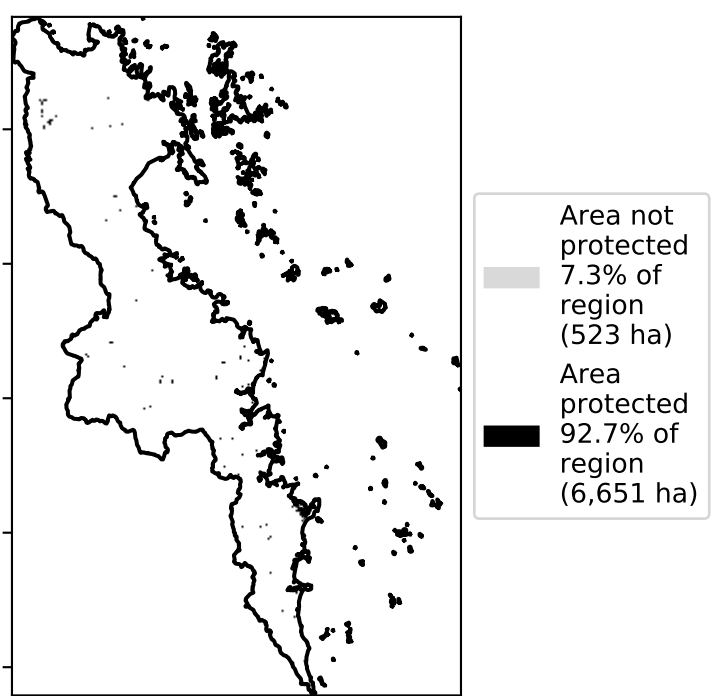 Area not
protected
7.3% of
region
(523 ha)
Area
protected
92.7% of
region
(6,651 ha)